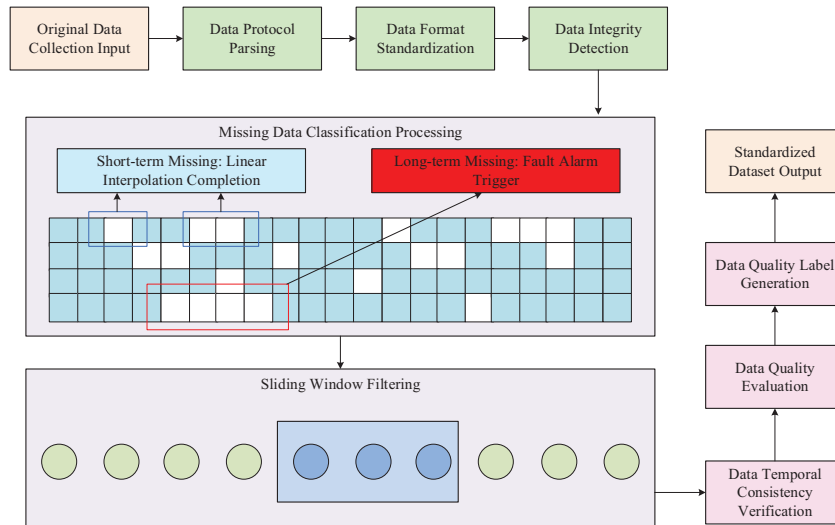 Original Data
Collection Input
Data Protocol
Parsing
Data Format
Standardization
Data Integrity
Detection
Missing Data Classification Processing
Short-term Missing: Linear
Interpolation Completion
Long-term Missing: Fault Alarm
Trigger
Standardized
Dataset Output
Data Quality Label
Generation
Data Quality
Evaluation
Sliding Window Filtering
Data Temporal
Consistency
Verification